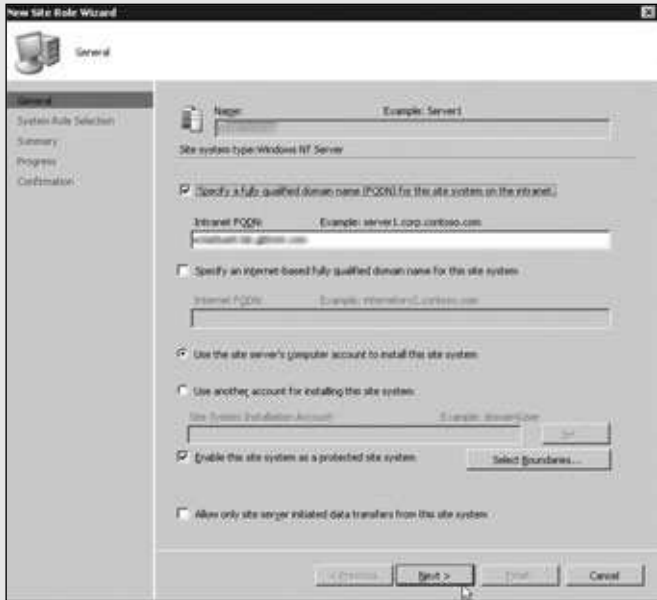 New Site Role Wizard
General
General
System Role Selection
Summary
Progress
Confirmation
Name: Example: Server1
Site system type: Windows NT Server
Specify a fully qualified domain name (FQDN) for this site system on the intranet.
Intranet FQDN: Example: server1.corp.contoso.com
Specify an internet-based fully qualified domain name for this site system
Internet FQDN: Example: internetsrv1.contoso.com
Use the site server's computer account to install this site system
Use another account for installing this site system
Site System Installation Account: Example: domain\user
Set...
Enable this site system as a protected site system
Select Boundaries...
Allow only site server initiated data transfers from this site system
< Previous Next > Finish Cancel